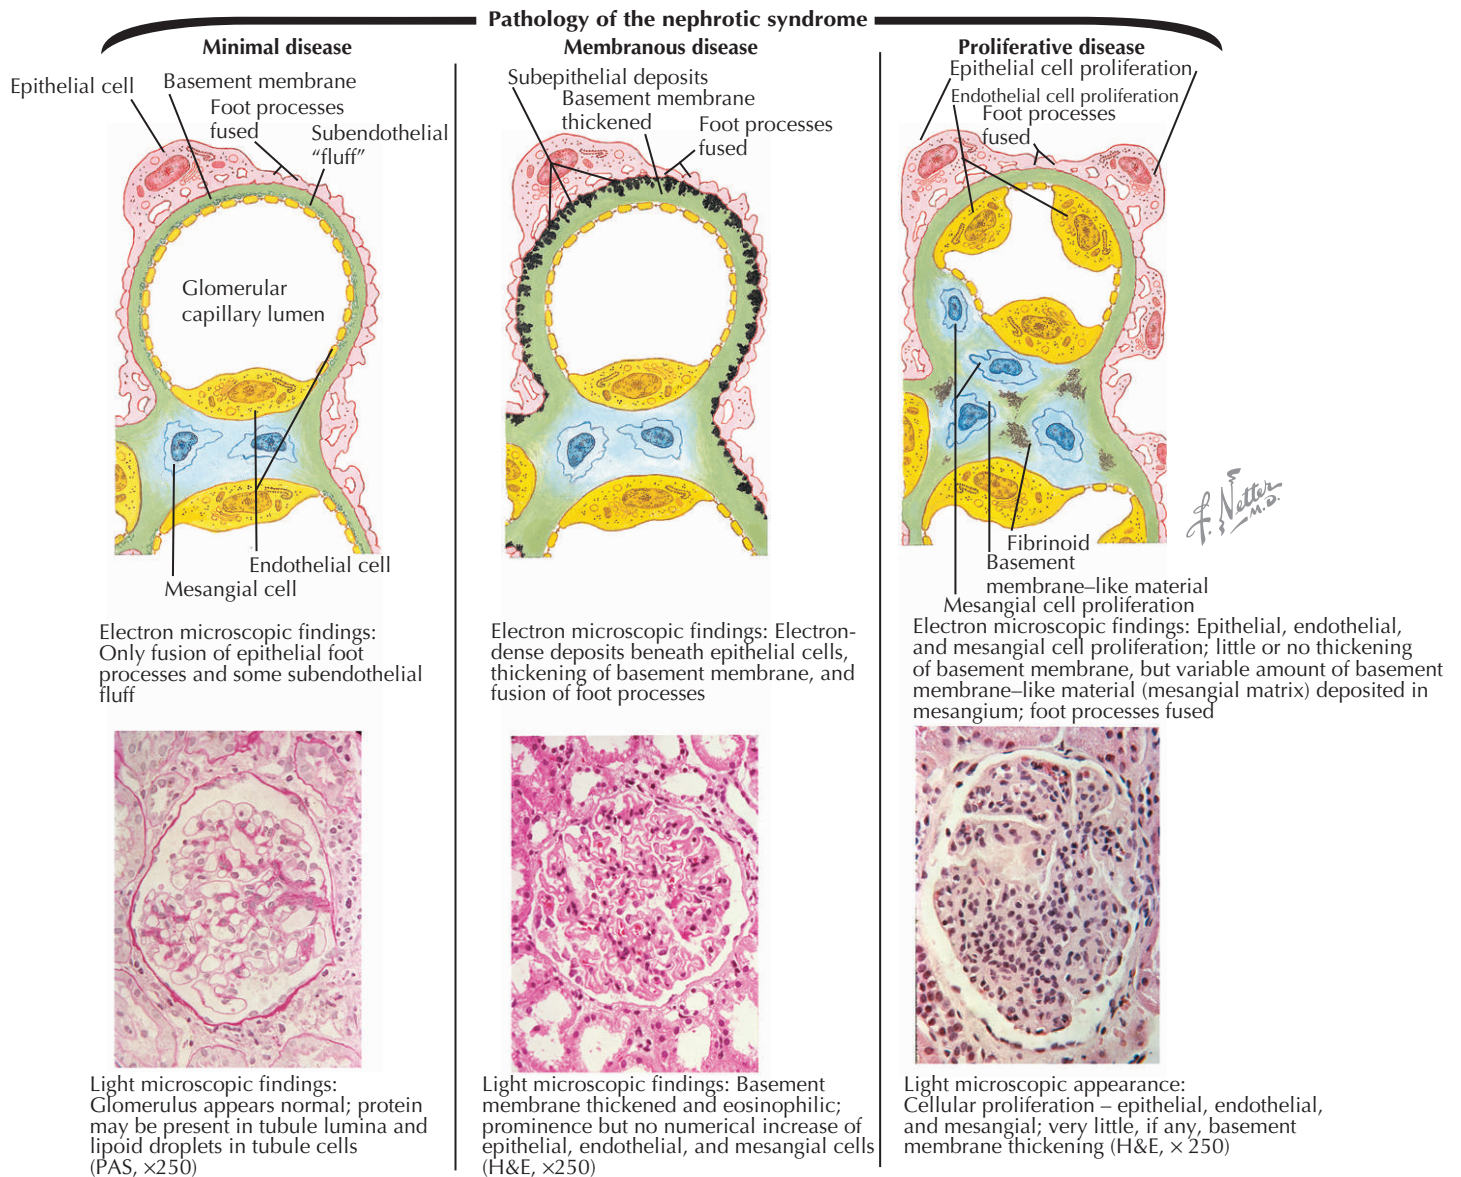 Pathology of the nephrotic syndrome
Minimal disease
Epithelial cell
Basement membrane
Foot processes
fused
Subendothelial
“fluff”
Glomerular
capillary lumen
Endothelial cell
Mesangial cell
Electron microscopic findings:
Only fusion of epithelial foot
processes and some subendothelial
fluff
Light microscopic findings:
Glomerulus appears normal; protein
may be present in tubule lumina and
lipoid droplets in tubule cells
(PAS, ×250)
Membranous disease
Subepithelial deposits
Basement membrane
thickened
Foot processes
fused
Electron microscopic findings: Electron-
dense deposits beneath epithelial cells,
thickening of basement membrane, and
fusion of foot processes
Light microscopic findings: Basement
membrane thickened and eosinophilic;
prominence but no numerical increase of
epithelial, endothelial, and mesangial cells
(H&E, ×250)
Proliferative disease
Epithelial cell proliferation
Endothelial cell proliferation
Foot processes
fused
Fibrinoid
Basement
membrane–like material
Mesangial cell proliferation
F. Netter
M.D.
Electron microscopic findings: Epithelial, endothelial,
and mesangial cell proliferation; little or no thickening
of basement membrane, but variable amount of basement
membrane–like material (mesangial matrix) deposited in
mesangium; foot processes fused
Light microscopic appearance:
Cellular proliferation – epithelial, endothelial,
and mesangial; very little, if any, basement
membrane thickening (H&E, × 250)